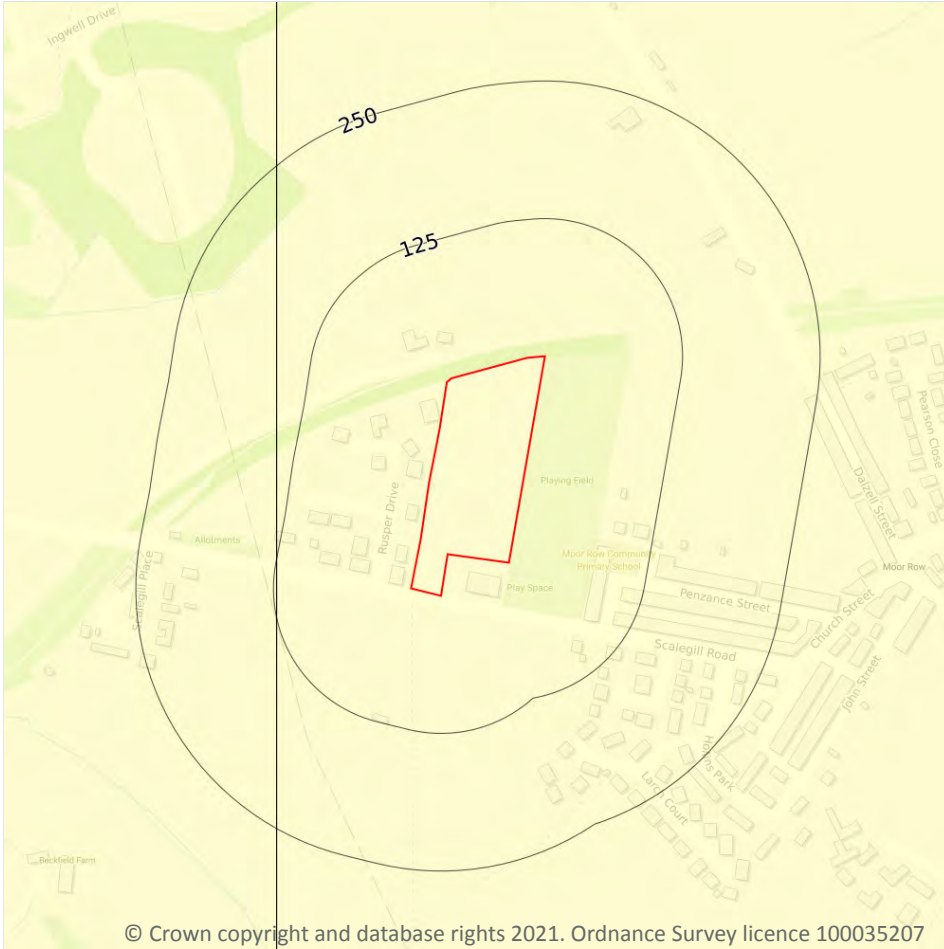 Ingwell Drive
250
125
Pearson Close
Playing Field
Dalzell Street
Rusper Drive
Allotments
Moor Row Community
Primary School
Moor Row
Scalegill Place
Play Space
Penzance Street
Church Street
Scalegill Road
John Street
Hollins Park
Larch Court
Beckfield Farm
© Crown copyright and database rights 2021. Ordnance Survey licence 100035207